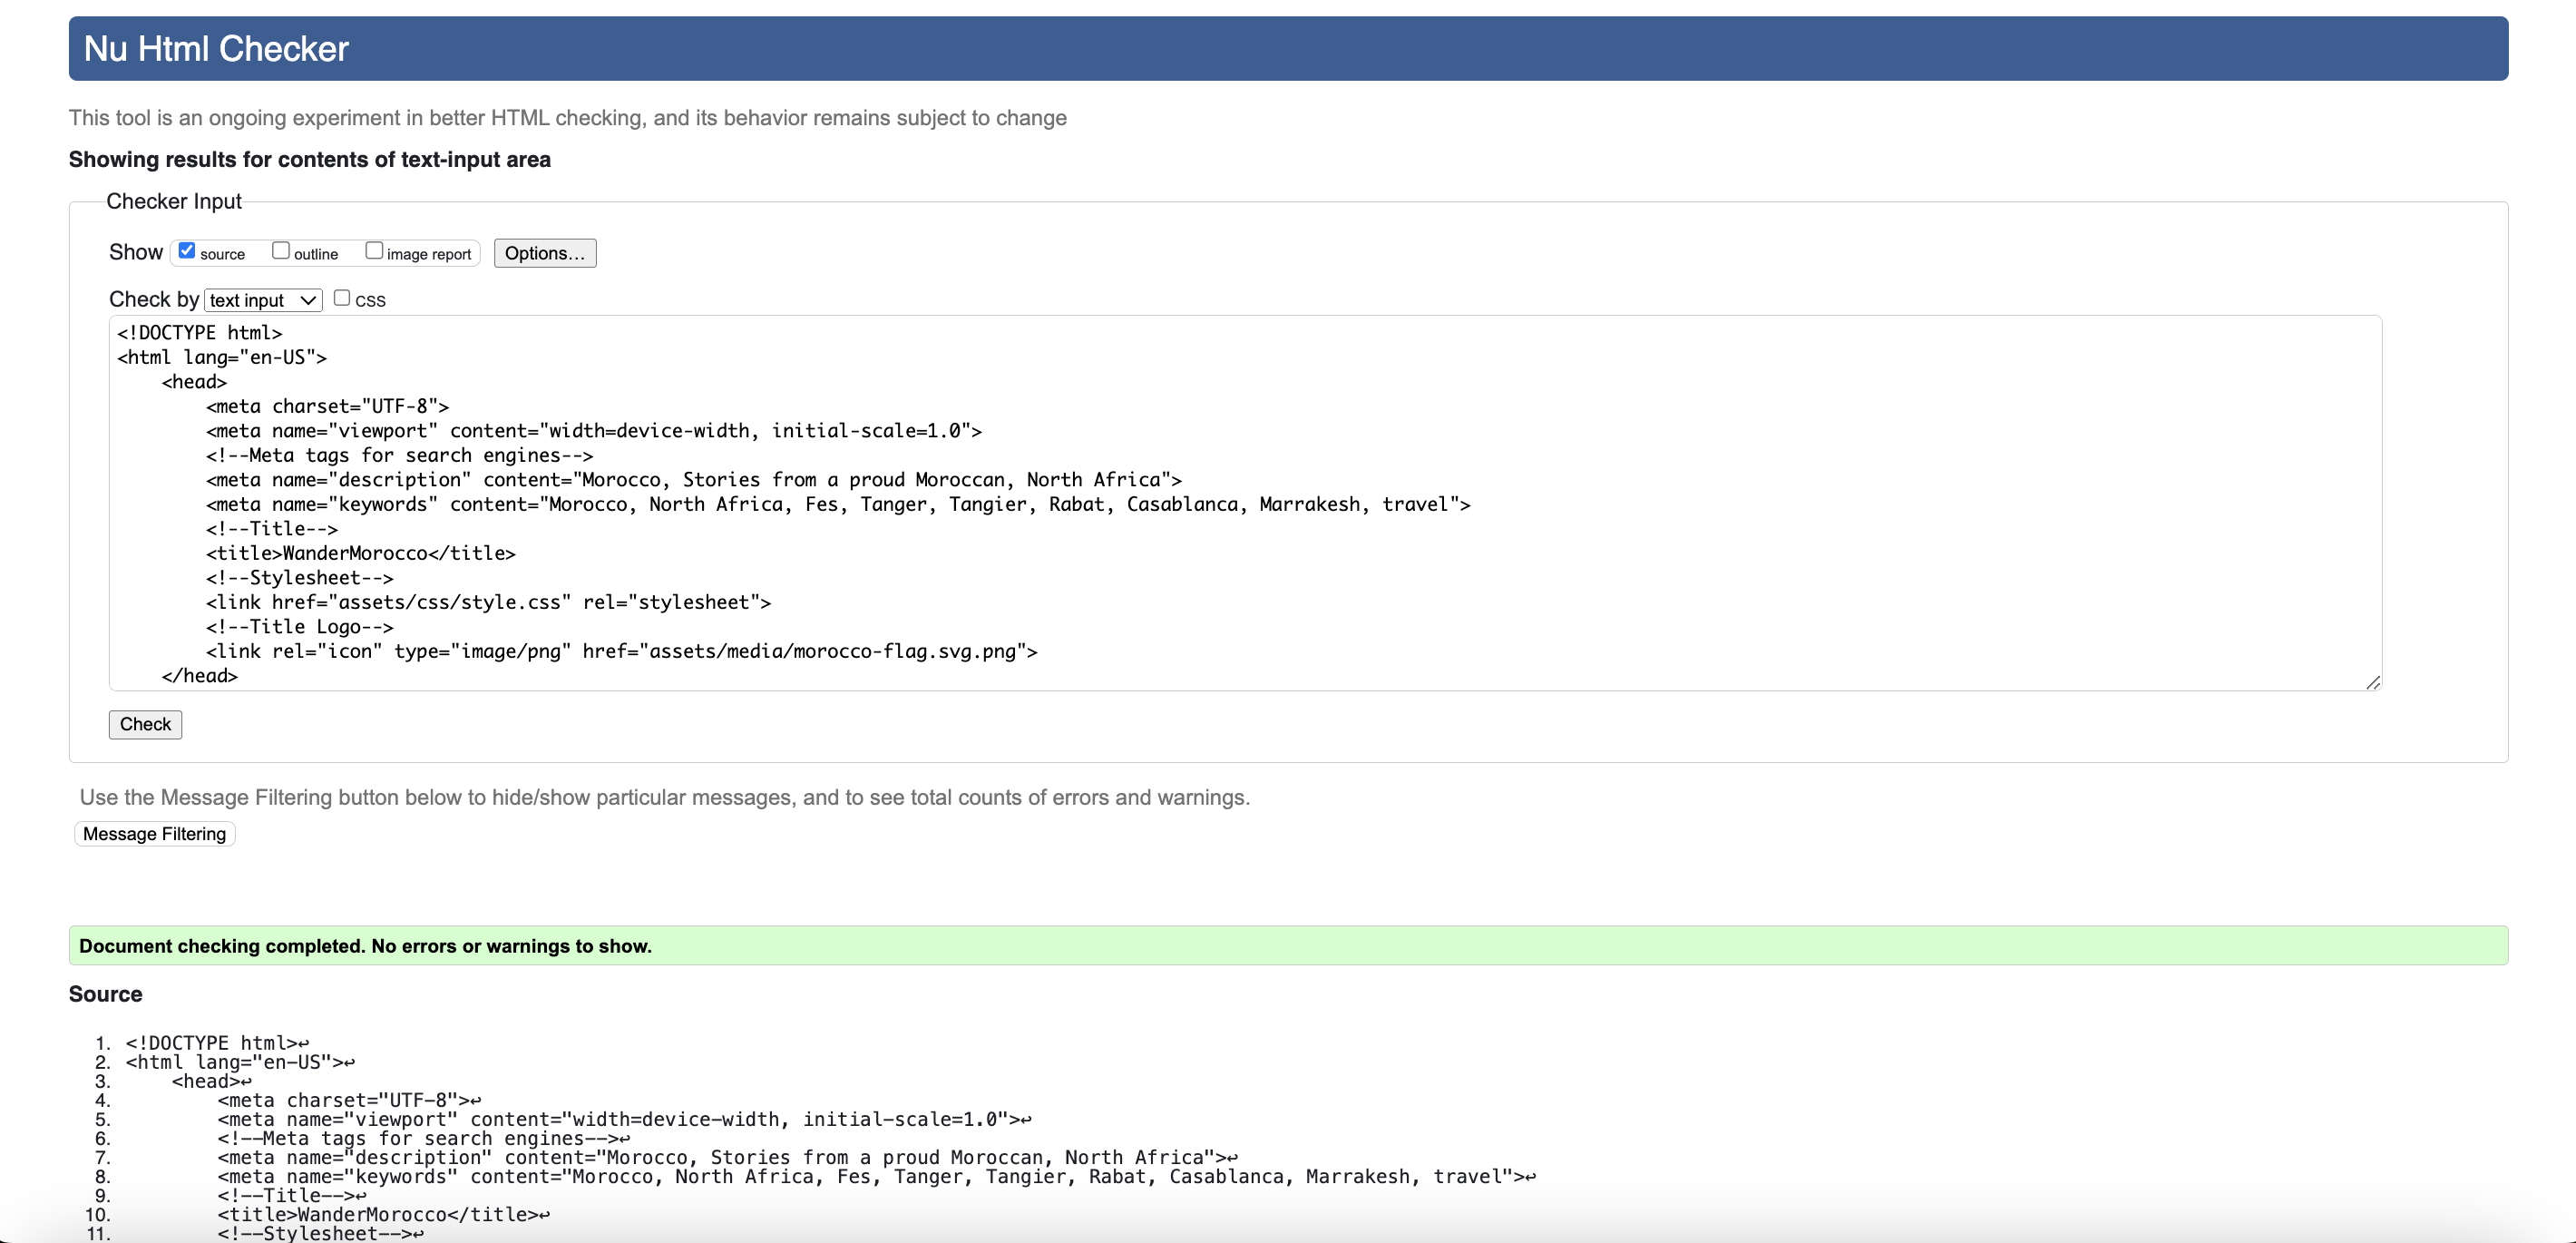 Nu Html Checker
This tool is an ongoing experiment in better HTML checking, and its behavior remains subject to change
Showing results for contents of text-input area
Checker Input
Show source outline image report Options...
Check by text input CSS
<!DOCTYPE html>
<html lang="en-US">
    <head>
        <meta charset="UTF-8">
        <meta name="viewport" content="width=device-width, initial-scale=1.0">
        <!--Meta tags for search engines-->
        <meta name="description" content="Morocco, Stories from a proud Moroccan, North Africa">
        <meta name="keywords" content="Morocco, North Africa, Fes, Tanger, Tangier, Rabat, Casablanca, Marrakesh, travel">
        <!--Title-->
        <title>WanderMorocco</title>
        <!--Stylesheet-->
        <link href="assets/css/style.css" rel="stylesheet">
        <!--Title Logo-->
        <link rel="icon" type="image/png" href="assets/media/morocco-flag.svg.png">
    </head>
Check
Use the Message Filtering button below to hide/show particular messages, and to see total counts of errors and warnings.
Message Filtering
Document checking completed. No errors or warnings to show.
Source
1. <!DOCTYPE html>↩
2. <html lang="en-US">↩
3.     <head>↩
4.         <meta charset="UTF-8">↩
5.         <meta name="viewport" content="width=device-width, initial-scale=1.0">↩
6.         <!--Meta tags for search engines-->↩
7.         <meta name="description" content="Morocco, Stories from a proud Moroccan, North Africa">↩
8.         <meta name="keywords" content="Morocco, North Africa, Fes, Tanger, Tangier, Rabat, Casablanca, Marrakesh, travel">↩
9.         <!--Title-->↩
10.         <title>WanderMorocco</title>↩
11.         <!--Stylesheet-->↩